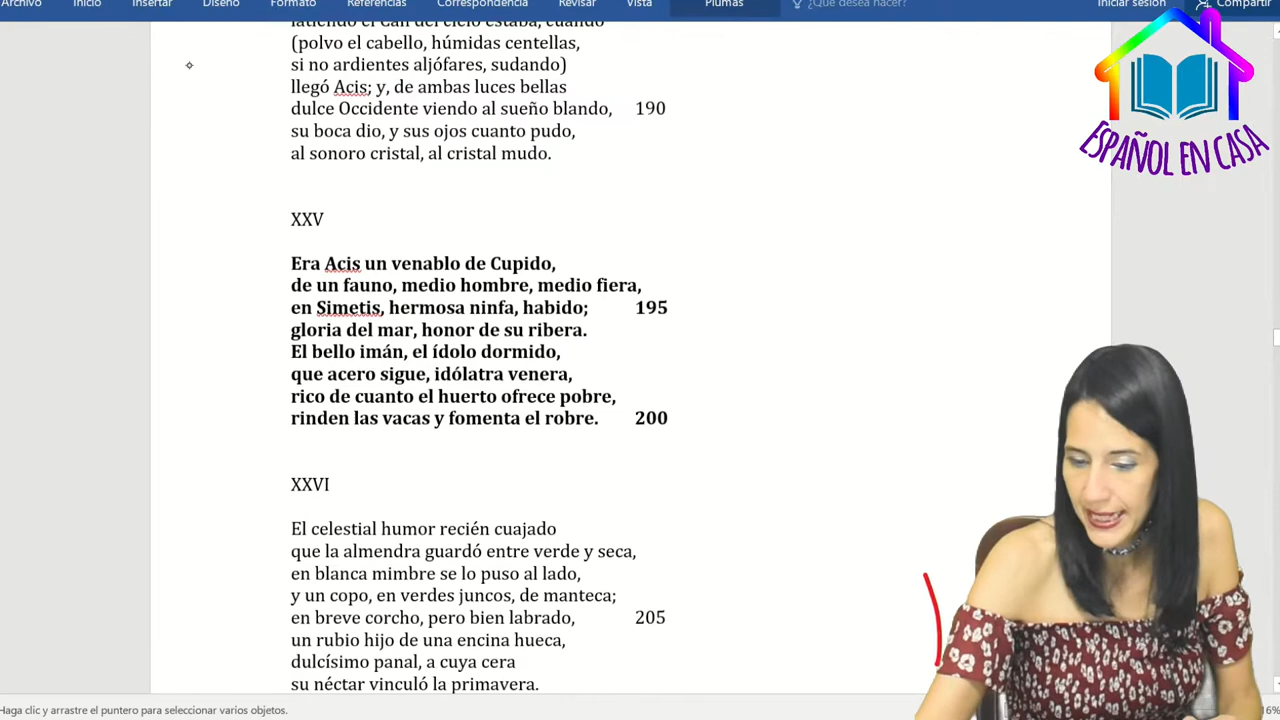 Archivo Inicio Insertar Diseño Formato Referencias Correspondencia Revisar Vista Plumas ¿Qué desea hacer? Iniciar sesión Compartir
latiendo el Can del cielo estaba, cuando
(polvo el cabello, húmidas centellas,
si no ardientes aljófares, sudando)
llegó Acis; y, de ambas luces bellas
dulce Occidente viendo al sueño blando, 190
su boca dio, y sus ojos cuanto pudo,
al sonoro cristal, al cristal mudo.
XXV
Era Acis un venablo de Cupido,
de un fauno, medio hombre, medio fiera,
en Simetis, hermosa ninfa, habido; 195
gloria del mar, honor de su ribera.
El bello imán, el ídolo dormido,
que acero sigue, idólatra venera,
rico de cuanto el huerto ofrece pobre,
rinden las vacas y fomenta el robre. 200
XXVI
El celestial humor recién cuajado
que la almendra guardó entre verde y seca,
en blanca mimbre se lo puso al lado,
y un copo, en verdes juncos, de manteca;
en breve corcho, pero bien labrado, 205
un rubio hijo de una encina hueca,
dulcísimo panal, a cuya cera
su néctar vinculó la primavera.
Haga clic y arrastre el puntero para seleccionar varios objetos.
16%
ESPAÑOL EN CASA